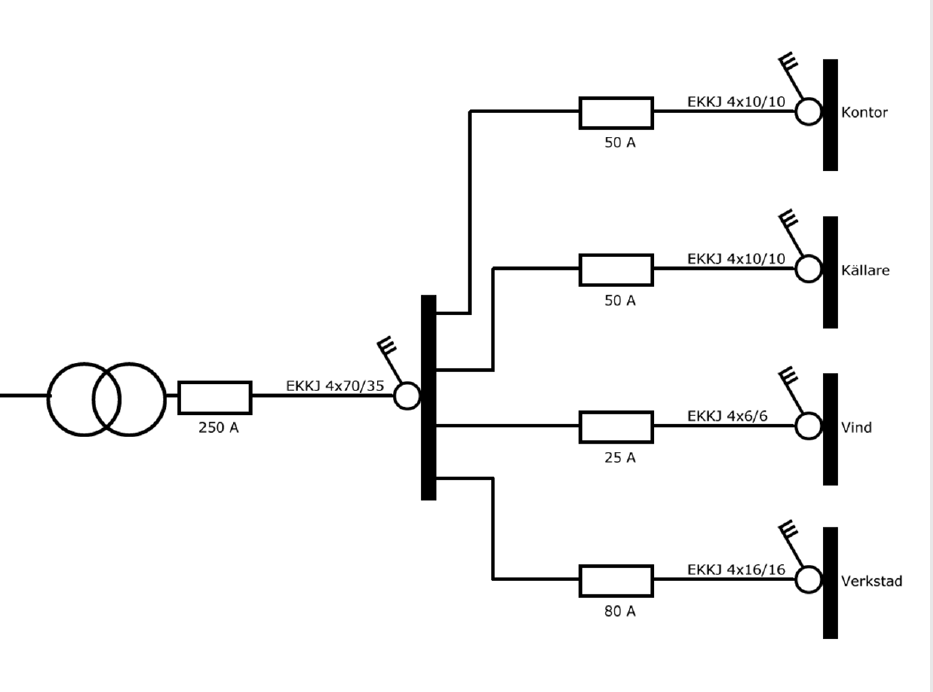 EKKJ 4x10/10
Kontor
50 A
EKKJ 4x10/10
Källare
50 A
EKKJ 4x70/35
250 A
EKKJ 4x6/6
Vind
25 A
EKKJ 4x16/16
Verkstad
80 A